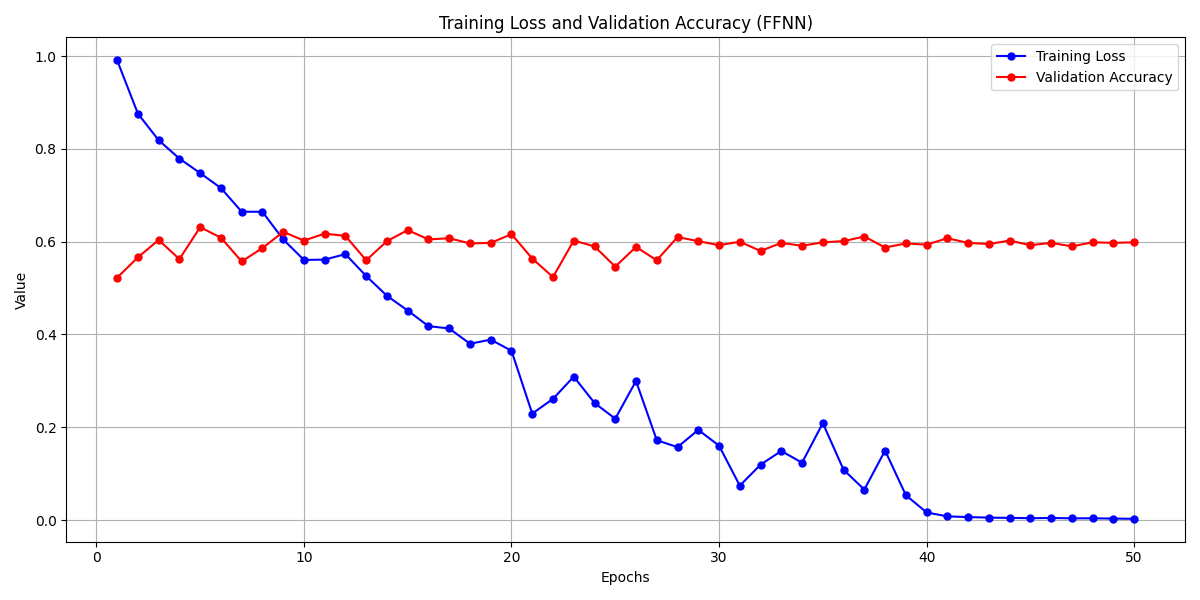 Training Loss and Validation Accuracy (FFNN)
Training Loss
Validation Accuracy
Value
1.0
0.8
0.6
0.4
0.2
0.0
0 10 20 30 40 50
Epochs